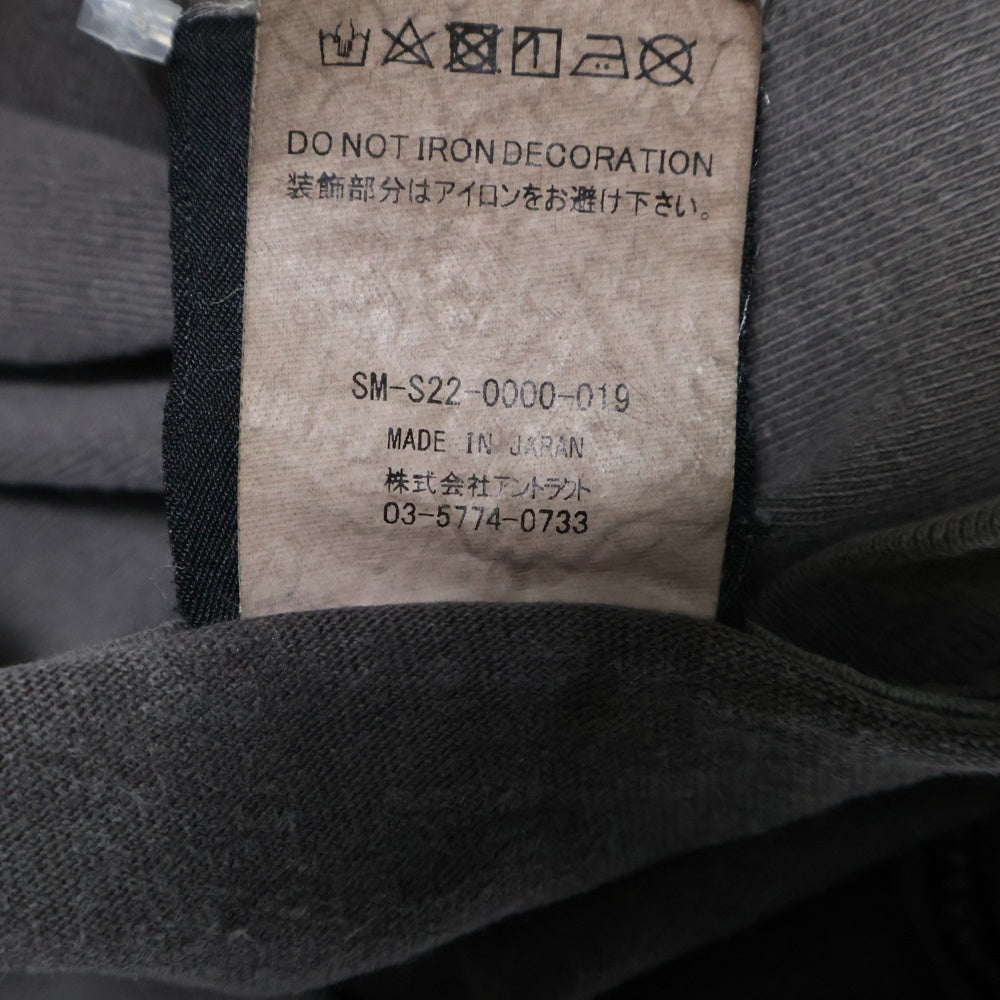 DO NOT IRON DECORATION
装飾部分はアイロンをお避け下さい。
SM-S22-0000-019
MADE IN JAPAN
株式会社アントラクト
03-5774-0733